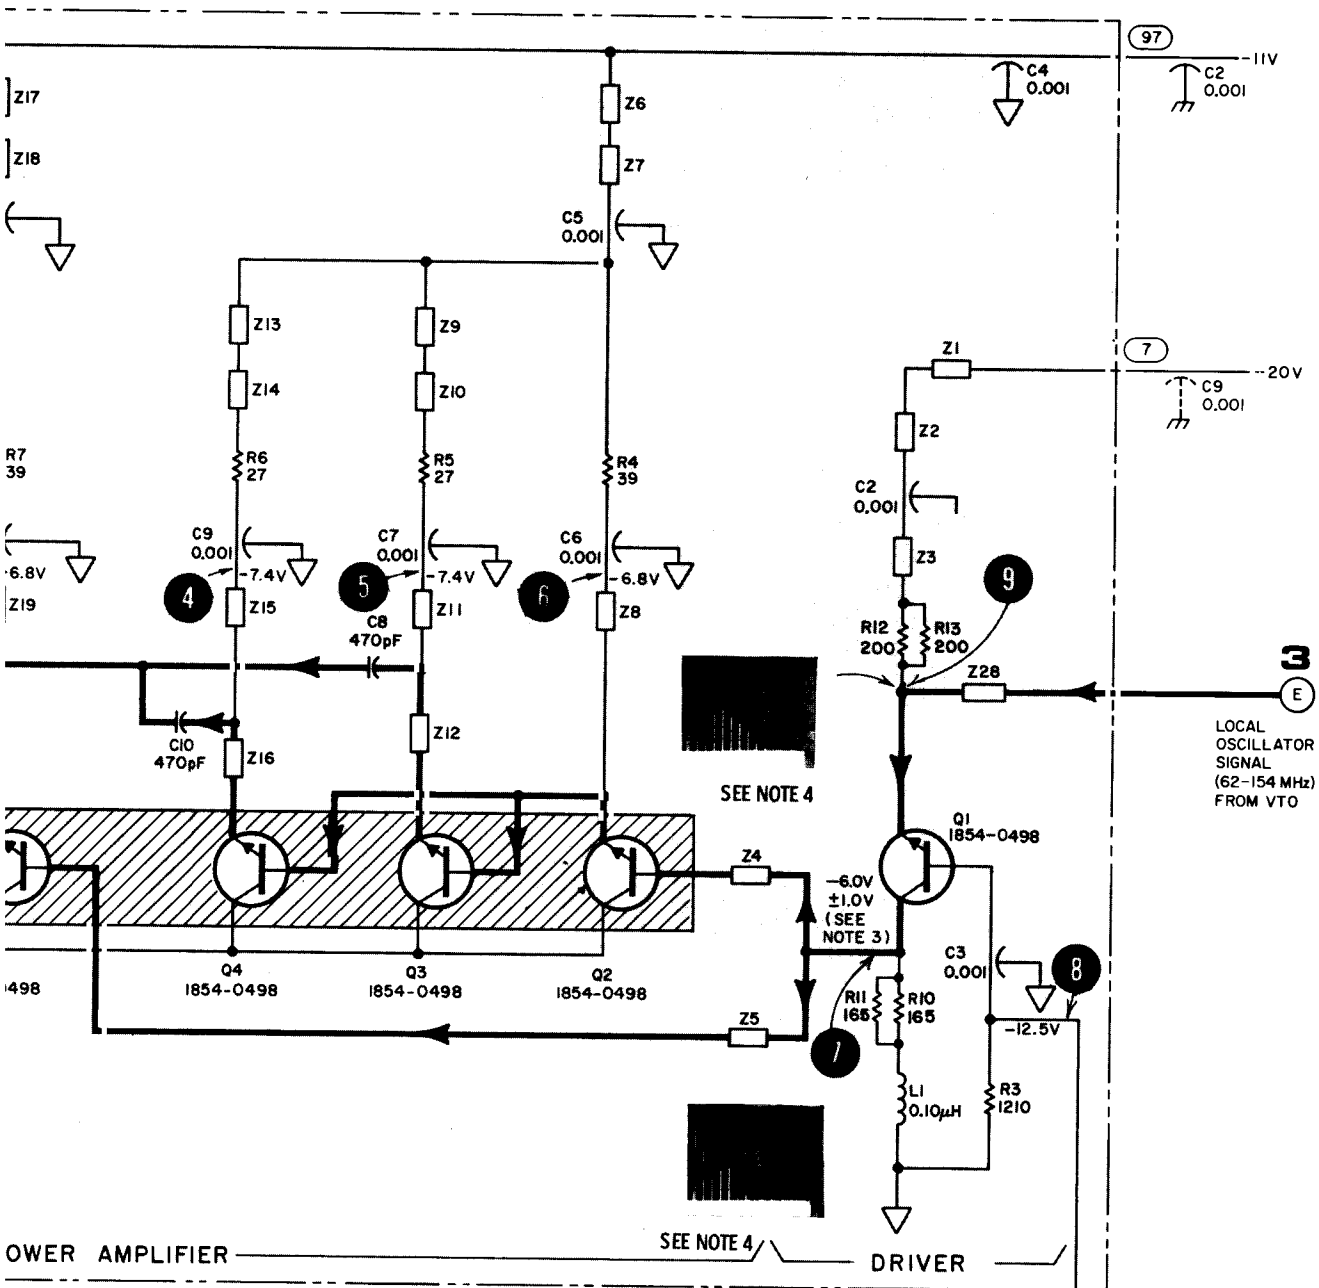 97
-11V
C4
0.001
C2
0.001
Z17
Z6
Z18
Z7
C5
0.001
Z13
Z9
Z14
Z10
Z1
7
--20V
C9
0.001
Z2
R7
39
R6
27
R5
27
R4
39
C2
0.001
C9
0.001
C7
0.001
C6
0.001
Z3
-6.8V
-7.4V
-7.4V
-6.8V
4
5
6
9
Z19
Z15
Z11
Z8
C8
470pF
R12
200
R13
200
Z28
3
E
LOCAL
OSCILLATOR
SIGNAL
(62-154 MHz)
FROM VTO
C10
470pF
Z16
Z12
SEE NOTE 4
Q1
1854-0498
Z4
-6.0V
±1.0V
(SEE
NOTE 3)
C3
0.001
8
Q4
1854-0498
Q3
1854-0498
Q2
1854-0498
498
R11
165
R10
165
Z5
7
-12.5V
L1
0.10µH
R3
1210
SEE NOTE 4
OWER AMPLIFIER
DRIVER